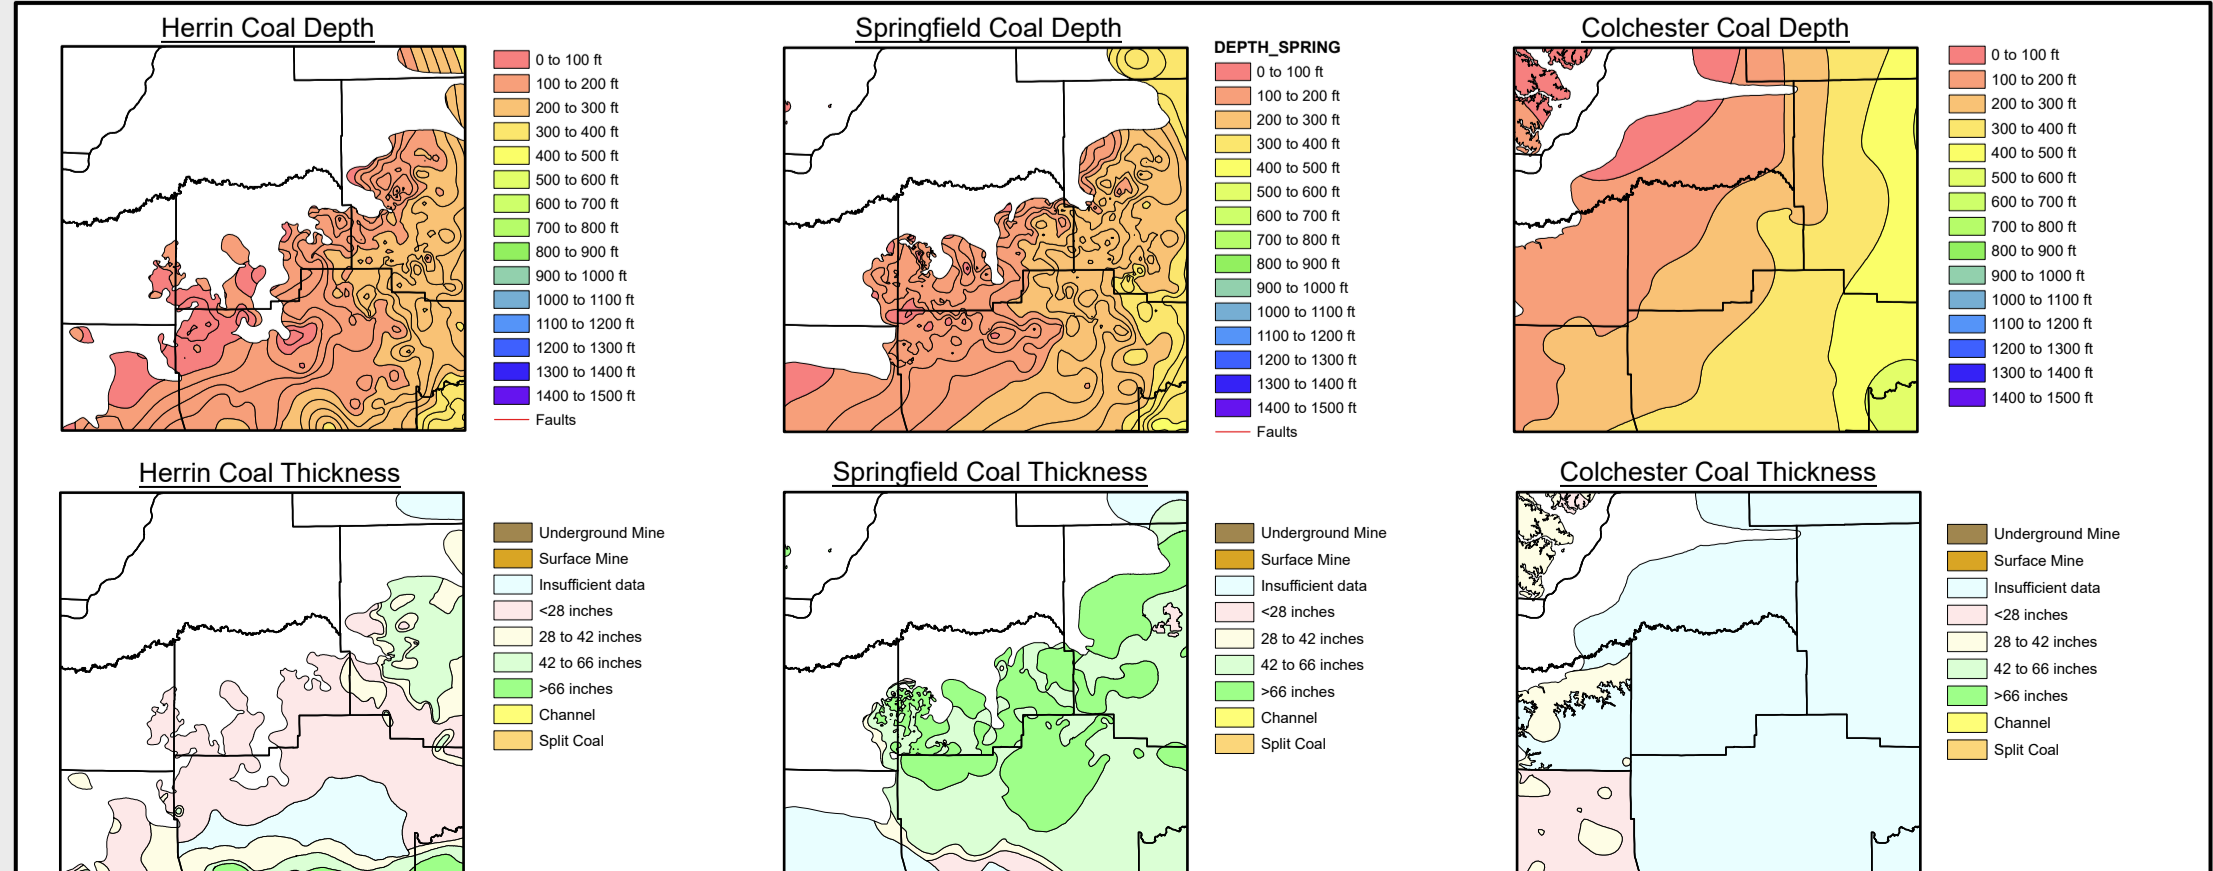 Herrin Coal Depth
0 to 100 ft
100 to 200 ft
200 to 300 ft
300 to 400 ft
400 to 500 ft
500 to 600 ft
600 to 700 ft
700 to 800 ft
800 to 900 ft
900 to 1000 ft
1000 to 1100 ft
1100 to 1200 ft
1200 to 1300 ft
1300 to 1400 ft
1400 to 1500 ft
Faults
Springfield Coal Depth
DEPTH_SPRING
0 to 100 ft
100 to 200 ft
200 to 300 ft
300 to 400 ft
400 to 500 ft
500 to 600 ft
600 to 700 ft
700 to 800 ft
800 to 900 ft
900 to 1000 ft
1000 to 1100 ft
1100 to 1200 ft
1200 to 1300 ft
1300 to 1400 ft
1400 to 1500 ft
Faults
Colchester Coal Depth
0 to 100 ft
100 to 200 ft
200 to 300 ft
300 to 400 ft
400 to 500 ft
500 to 600 ft
600 to 700 ft
700 to 800 ft
800 to 900 ft
900 to 1000 ft
1000 to 1100 ft
1100 to 1200 ft
1200 to 1300 ft
1300 to 1400 ft
1400 to 1500 ft
Herrin Coal Thickness
Underground Mine
Surface Mine
Insufficient data
<28 inches
28 to 42 inches
42 to 66 inches
>66 inches
Channel
Split Coal
Springfield Coal Thickness
Underground Mine
Surface Mine
Insufficient data
<28 inches
28 to 42 inches
42 to 66 inches
>66 inches
Channel
Split Coal
Colchester Coal Thickness
Underground Mine
Surface Mine
Insufficient data
<28 inches
28 to 42 inches
42 to 66 inches
>66 inches
Channel
Split Coal